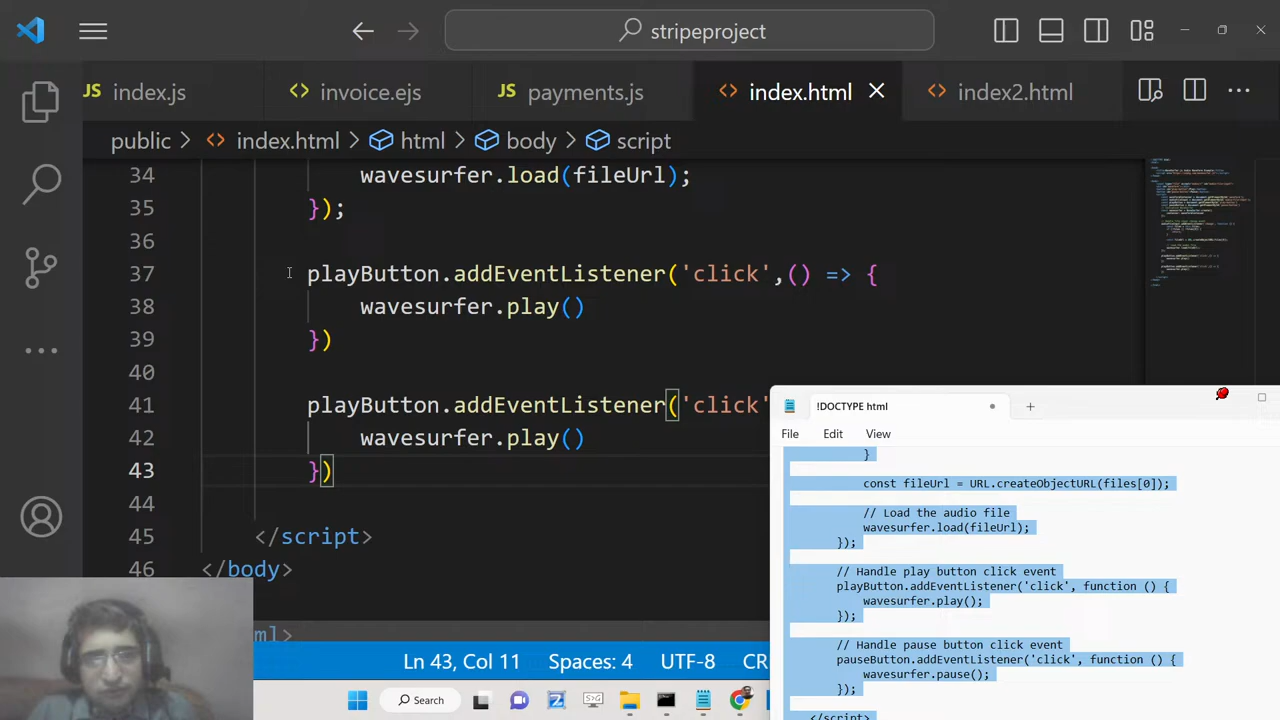 stripeproject
index.js
invoice.ejs
payments.js
index.html
index2.html
public > index.html > html > body > script
34 wavesurfer.load(fileUrl);
35 });
36
37 playButton.addEventListener('click',() => {
38 wavesurfer.play()
39 })
40
41 playButton.addEventListener('click'
42 wavesurfer.play()
43 })
44
45 </script>
46 </body>
ml>
Ln 43, Col 11 Spaces: 4 UTF-8 CR
Search
!DOCTYPE html
File Edit View
}
const fileUrl = URL.createObjectURL(files[0]);
// Load the audio file
wavesurfer.load(fileUrl);
});
// Handle play button click event
playButton.addEventListener('click', function () {
wavesurfer.play();
});
// Handle pause button click event
pauseButton.addEventListener('click', function () {
wavesurfer.pause();
});
</script>